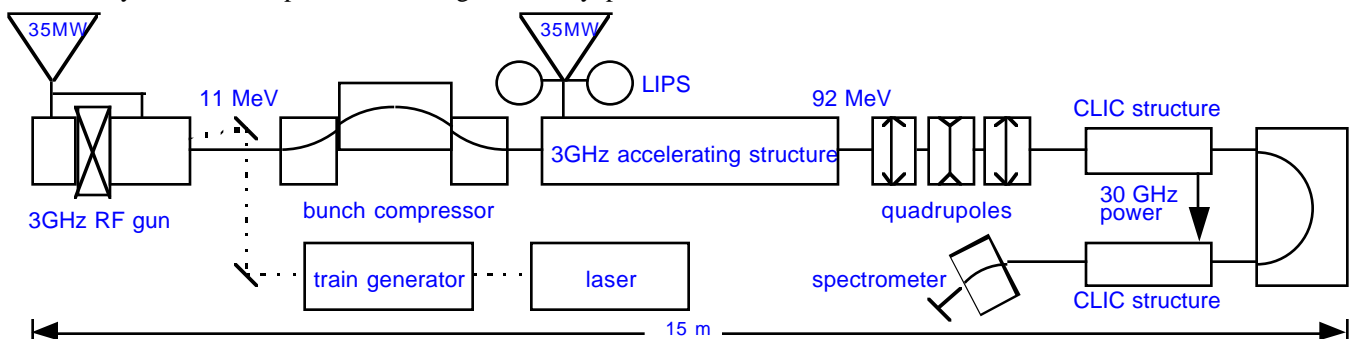 35MW
35MW
LIPS
11 MeV
92 MeV
CLIC structure
3GHz accelerating structure
30 GHz
power
3GHz RF gun
bunch compressor
quadrupoles
train generator
laser
spectrometer
CLIC structure
15 m